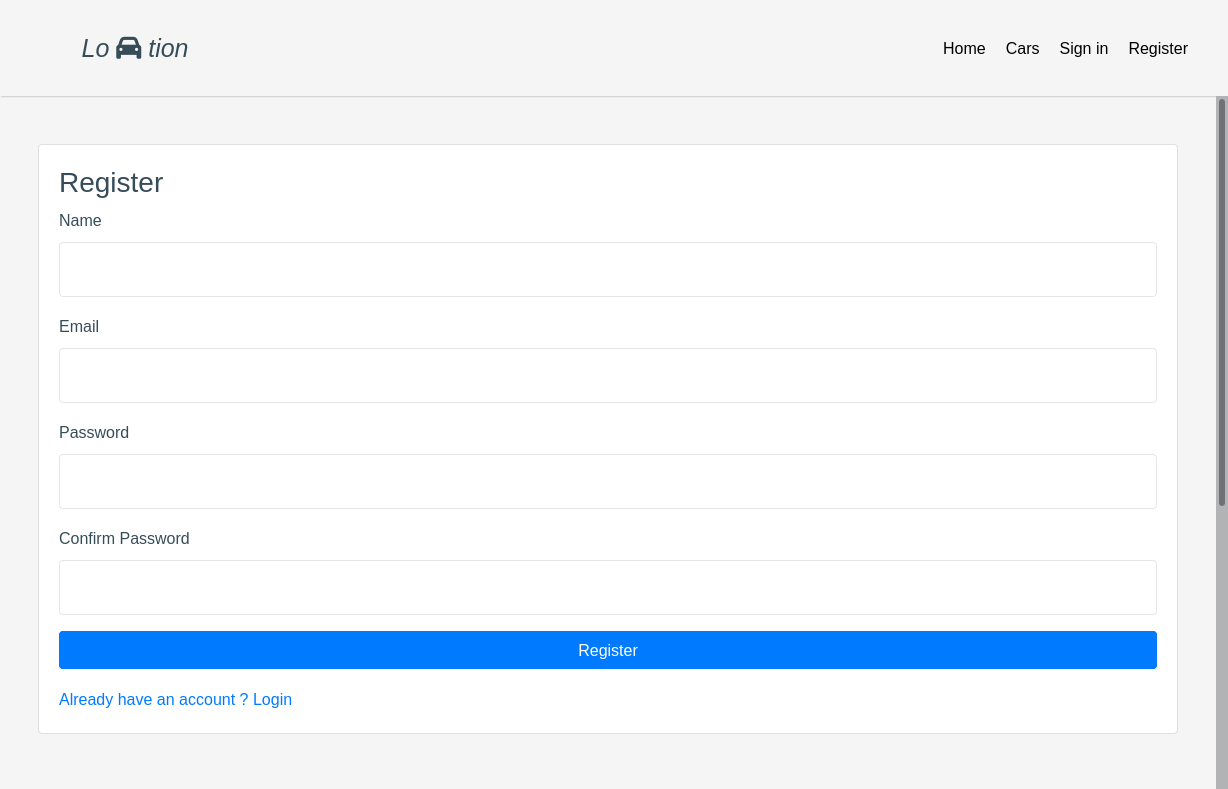 Lo tion
Home Cars Sign in Register
Register
Name
Email
Password
Confirm Password
Register
Already have an account ? Login